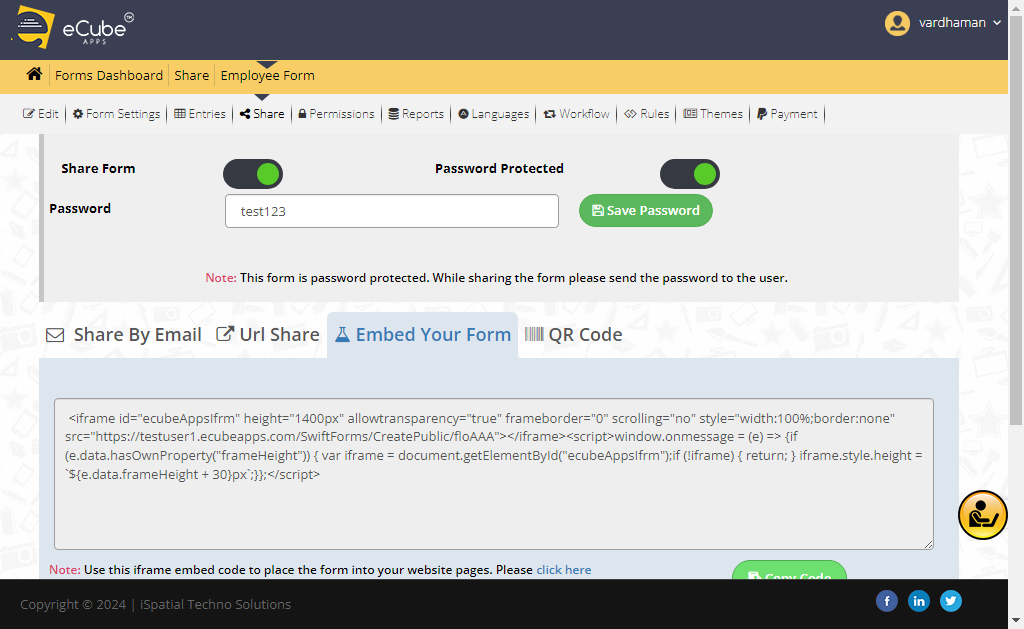 eCube TM
APPS
vardhaman
Forms Dashboard Share Employee Form
Edit Form Settings Entries Share Permissions Reports Languages Workflow Rules Themes Payment
Share Form Password Protected
Password test123 Save Password
Note: This form is password protected. While sharing the form please send the password to the user.
Share By Email Url Share Embed Your Form QR Code
<iframe id="ecubeAppsIfrm" height="1400px" allowtransparency="true" frameborder="0" scrolling="no" style="width:100%;border:none"
src="https://testuser1.ecubeapps.com/SwiftForms/CreatePublic/floAAA"></iframe><script>window.onmessage = (e) => {if
(e.data.hasOwnProperty("frameHeight")) { var iframe = document.getElementById("ecubeAppsIfrm");if (!iframe) { return; } iframe.style.height =
`${e.data.frameHeight + 30}px`;}};</script>
Note: Use this iframe embed code to place the form into your website pages. Please click here
Copy Code
Copyright © 2024 | iSpatial Techno Solutions